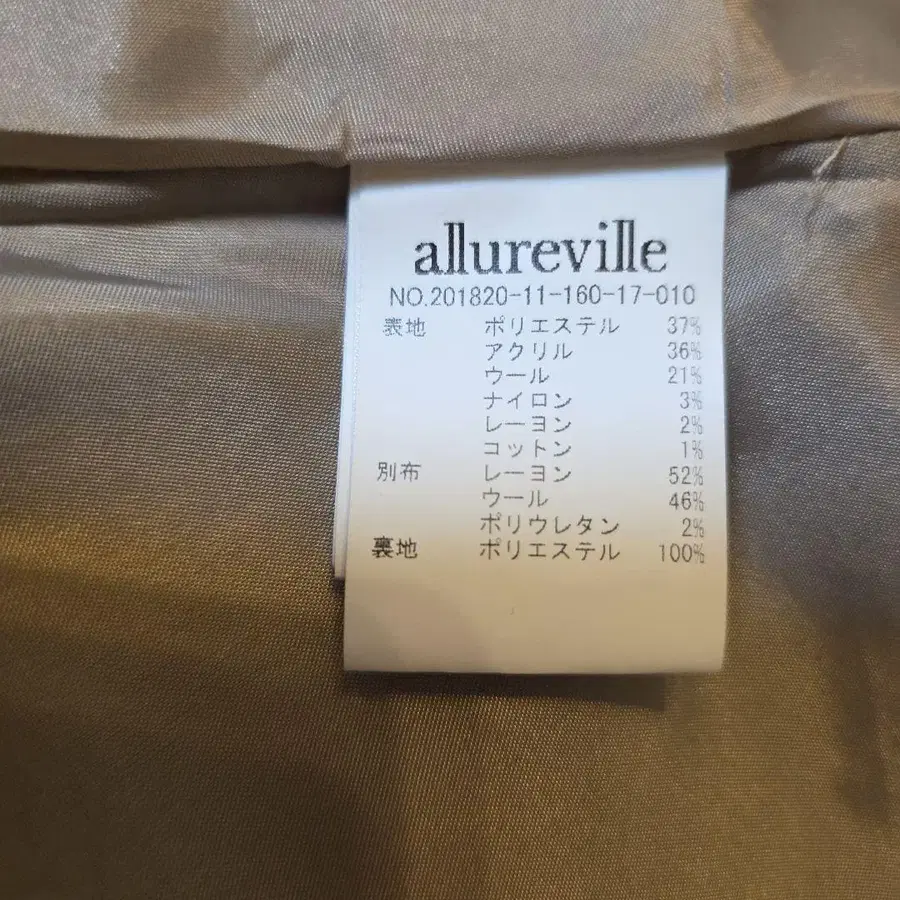 allureville
NO.201820-11-160-17-010
表地 ポリエステル 37%
アクリル 36%
ウール 21%
ナイロン 3%
レーヨン 2%
コットン 1%
別布 レーヨン 52%
ウール 46%
ポリウレタン 2%
裏地 ポリエステル 100%